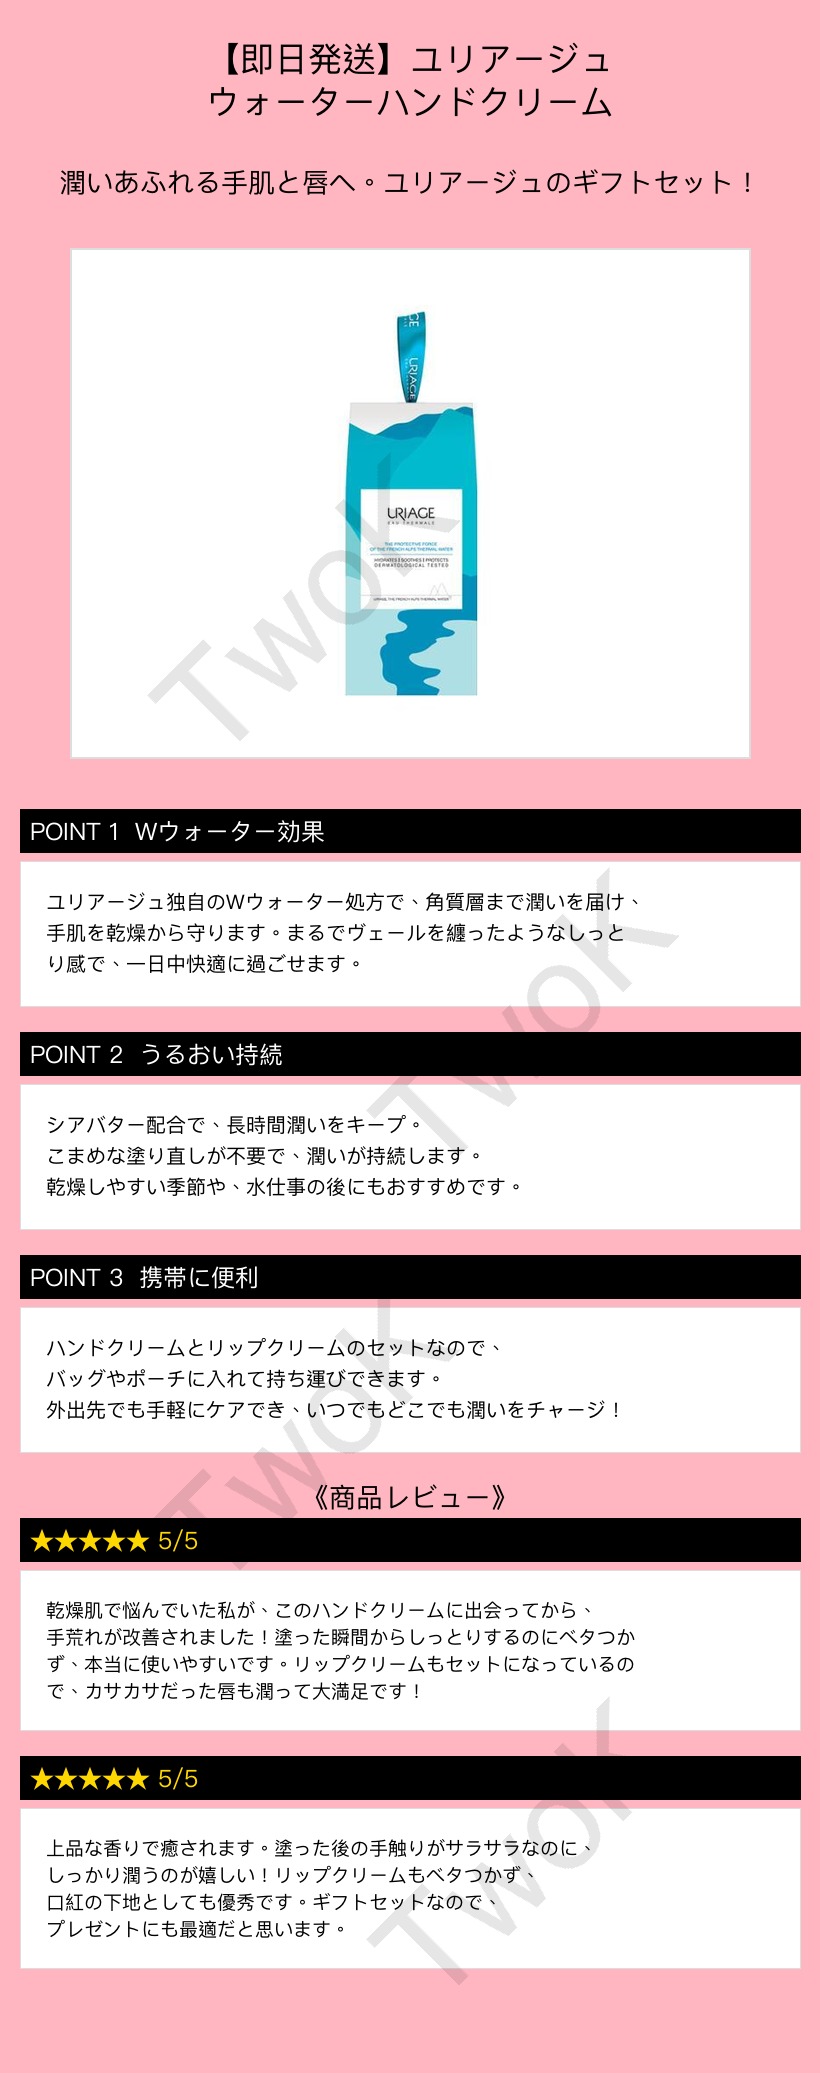 【即日発送】ユリアージュ
ウォーターハンドクリーム
潤いあふれる手肌と唇へ。ユリアージュのギフトセット！
URIAGE
URIAGE
EAU THERMALE
THE PROTECTIVE FORCE
OF THE FRENCH ALPS THERMAL WATER
HYDRATES | SOOTHES | PROTECTS
DERMATOLOGICAL TESTED
URIAGE, THE FRENCH ALPS THERMAL WATER
TwoK
POINT 1 Wウォーター効果
ユリアージュ独自のWウォーター処方で、角質層まで潤いを届け、
手肌を乾燥から守ります。まるでヴェールを纏ったようなしっと
り感で、一日中快適に過ごせます。
TwoK
POINT 2 うるおい持続
シアバター配合で、長時間潤いをキープ。
こまめな塗り直しが不要で、潤いが持続します。
乾燥しやすい季節や、水仕事の後にもおすすめです。
POINT 3 携帯に便利
ハンドクリームとリップクリームのセットなので、
バッグやポーチに入れて持ち運びできます。
外出先でも手軽にケアでき、いつでもどこでも潤いをチャージ！
TwoK
《商品レビュー》
★★★★★ 5/5
乾燥肌で悩んでいた私が、このハンドクリームに出会ってから、
手荒れが改善されました！塗った瞬間からしっとりするのにベタつか
ず、本当に使いやすいです。リップクリームもセットになっているの
で、カサカサだった唇も潤って大満足です！
★★★★★ 5/5
上品な香りで癒されます。塗った後の手触りがサラサラなのに、
しっかり潤うのが嬉しい！リップクリームもベタつかず、
口紅の下地としても優秀です。ギフトセットなので、
プレゼントにも最適だと思います。
TwoK